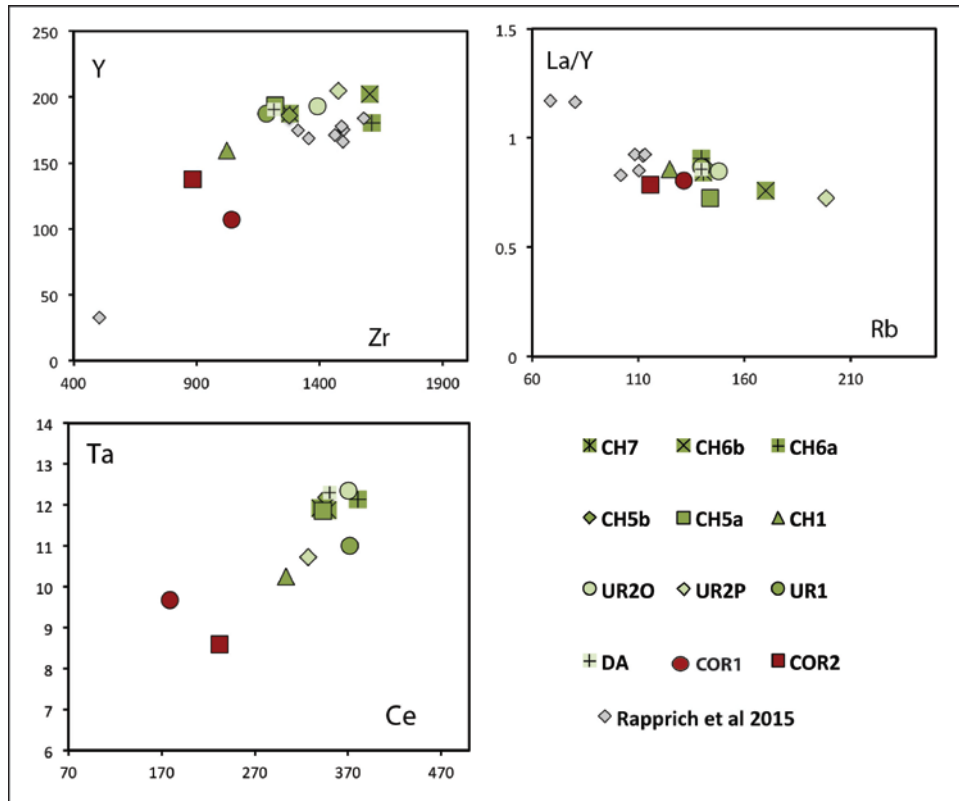 250
200
150
100
50
0
Y
Zr
400 900 1400 1900
1.5
1
0.5
0
La/Y
Rb
60 110 160 210
14
13
12
11
10
9
8
7
6
Ta
Ce
70 170 270 370 470
CH7 CH6b CH6a
CH5b CH5a CH1
UR2O UR2P UR1
DA COR1 COR2
Rapprich et al 2015